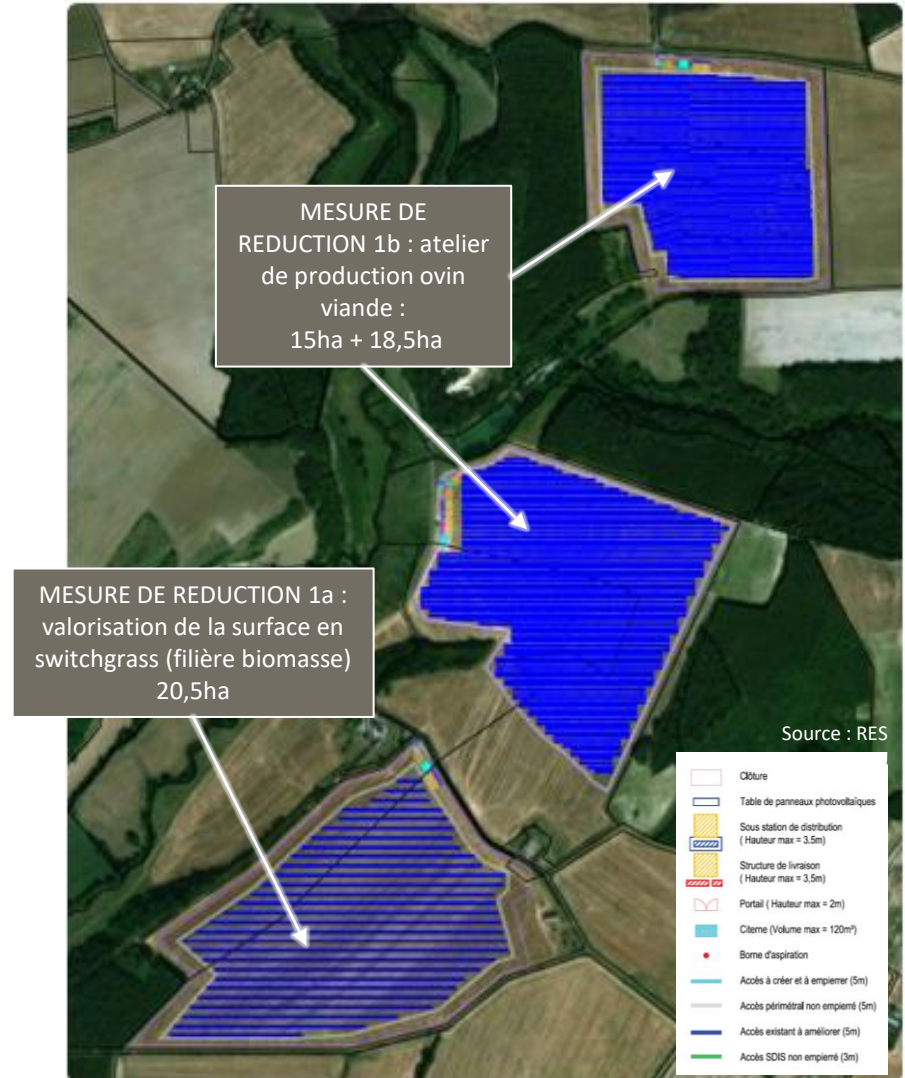 MESURE DE
REDUCTION 1b : atelier
de production ovin
viande :
15ha + 18,5ha
MESURE DE REDUCTION 1a :
valorisation de la surface en
switchgrass (filière biomasse)
20,5ha
Source : RES
Clôture
Table de panneaux photovoltaïques
Sous station de distribution
( Hauteur max = 3.5m)
Structure de livraison
( Hauteur max = 3,5m)
Portail ( Hauteur max = 2m)
Citerne (Volume max = 120m³)
Borne d'aspiration
Accès à créer et à empierrer (5m)
Accès périmétral non empierré (5m)
Accès existant à améliorer (5m)
Accès SDIS non empierré (3m)